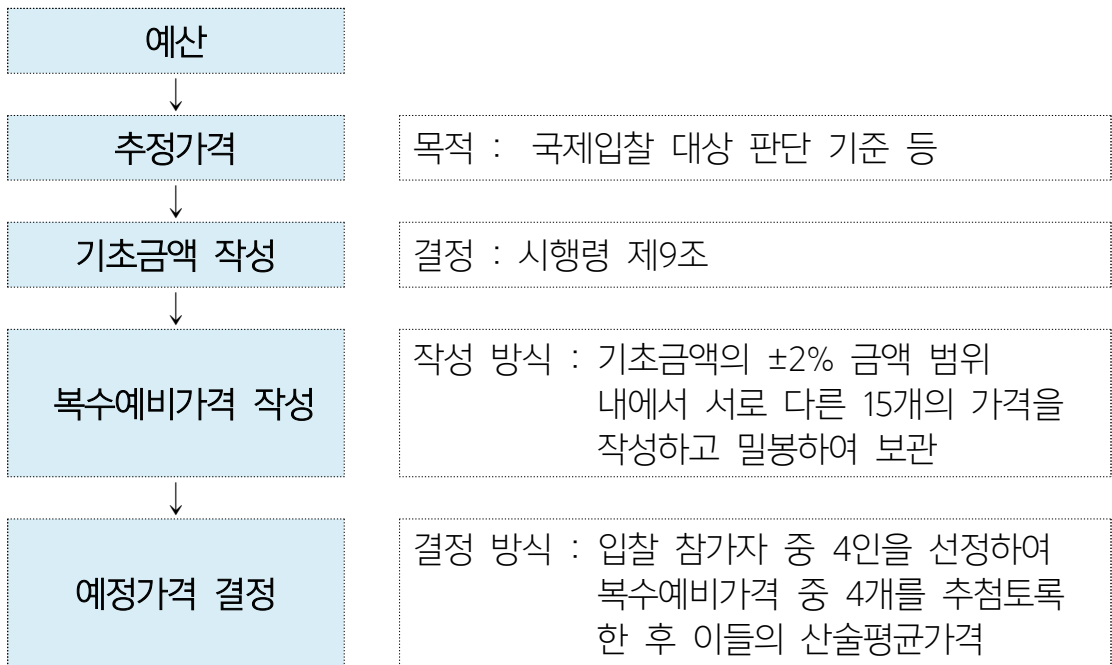 예산
추정가격
목적 : 국제입찰 대상 판단 기준 등
기초금액 작성
결정 : 시행령 제9조
복수예비가격 작성
작성 방식 : 기초금액의 ±2% 금액 범위
내에서 서로 다른 15개의 가격을
작성하고 밀봉하여 보관
예정가격 결정
결정 방식 : 입찰 참가자 중 4인을 선정하여
복수예비가격 중 4개를 추첨토록
한 후 이들의 산술평균가격